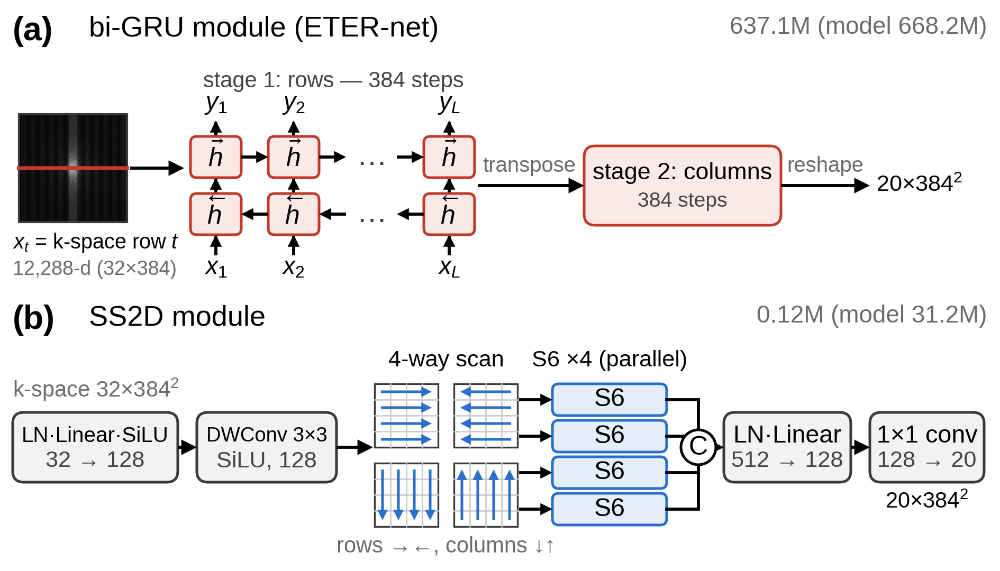 (a) bi-GRU module (ETER-net) 637.1M (model 668.2M)
stage 1: rows — 384 steps
y1 y2 yL
→h →h … →h
←h ←h … ←h
x1 x2 xL
xt = k-space row t
12,288-d (32×384)
transpose
stage 2: columns
384 steps
reshape
20×384²
(b) SS2D module 0.12M (model 31.2M)
4-way scan S6 ×4 (parallel)
k-space 32×384²
LN·Linear·SiLU
32 → 128
DWConv 3×3
SiLU, 128
S6
S6
S6
S6
C
LN·Linear
512 → 128
1×1 conv
128 → 20
20×384²
rows →←, columns ↓↑